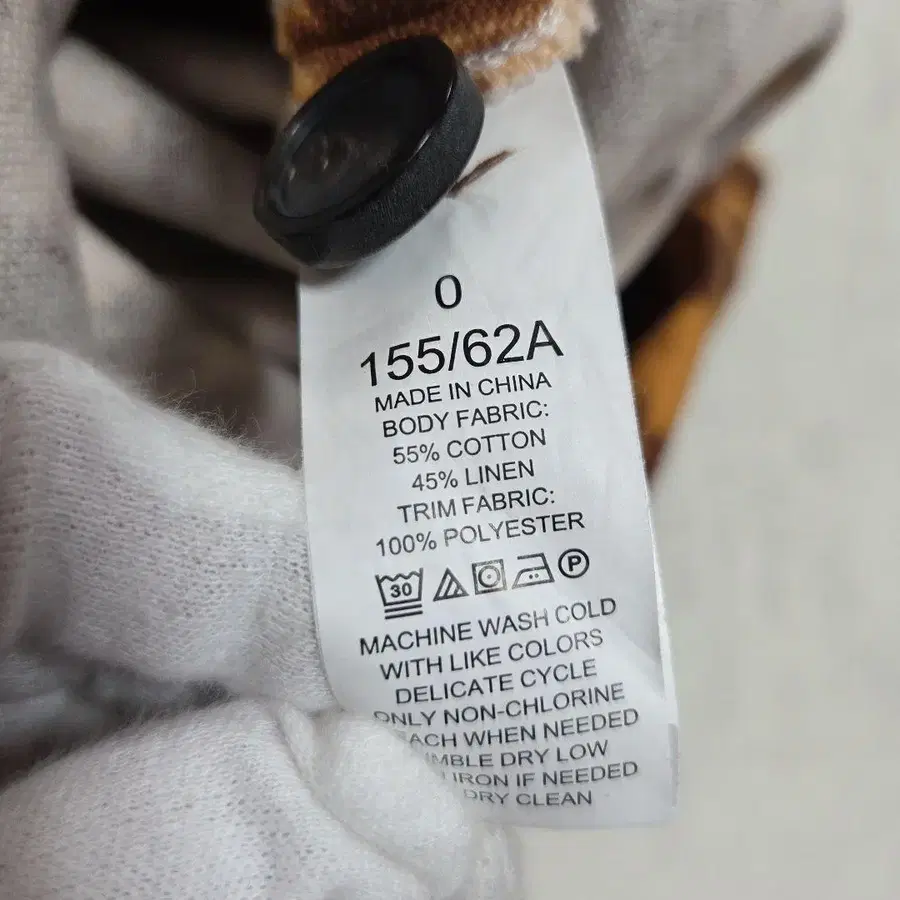 0
155/62A
MADE IN CHINA
BODY FABRIC:
55% COTTON
45% LINEN
TRIM FABRIC:
100% POLYESTER
30 P
MACHINE WASH COLD
WITH LIKE COLORS
DELICATE CYCLE
ONLY NON-CHLORINE
WHEN NEEDED
DRY LOW
IRON IF NEEDED
DRY CLEAN